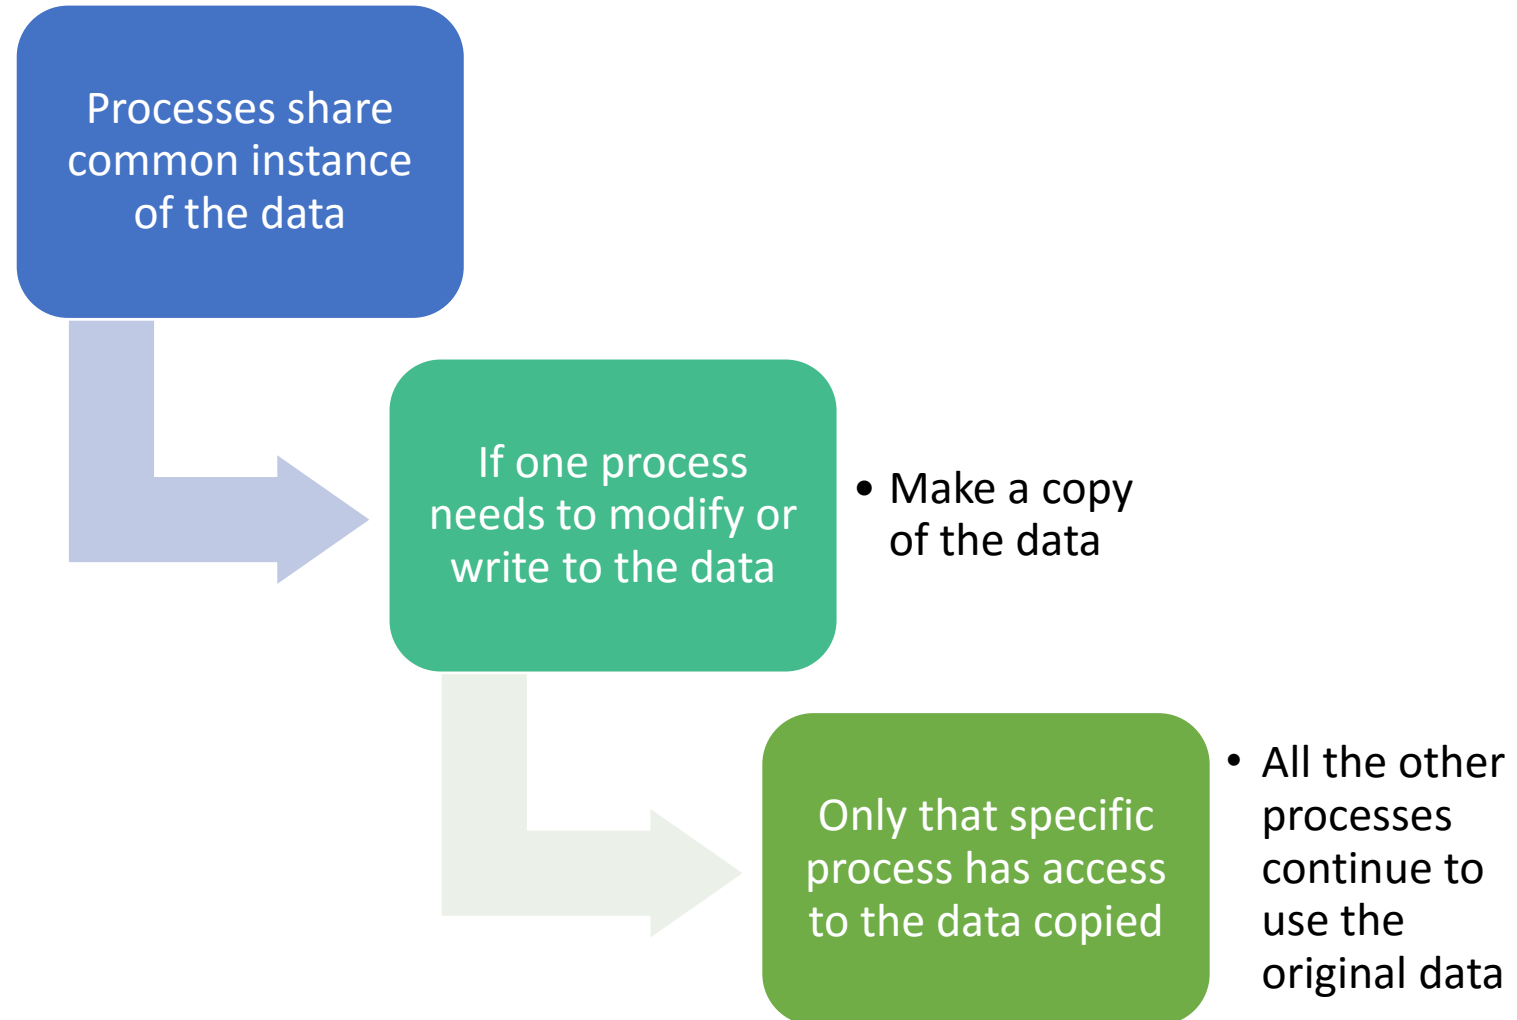 Processes share
common instance
of the data
If one process
needs to modify or
write to the data
• Make a copy
of the data
Only that specific
process has access
to the data copied
• All the other
processes
continue to
use the
original data